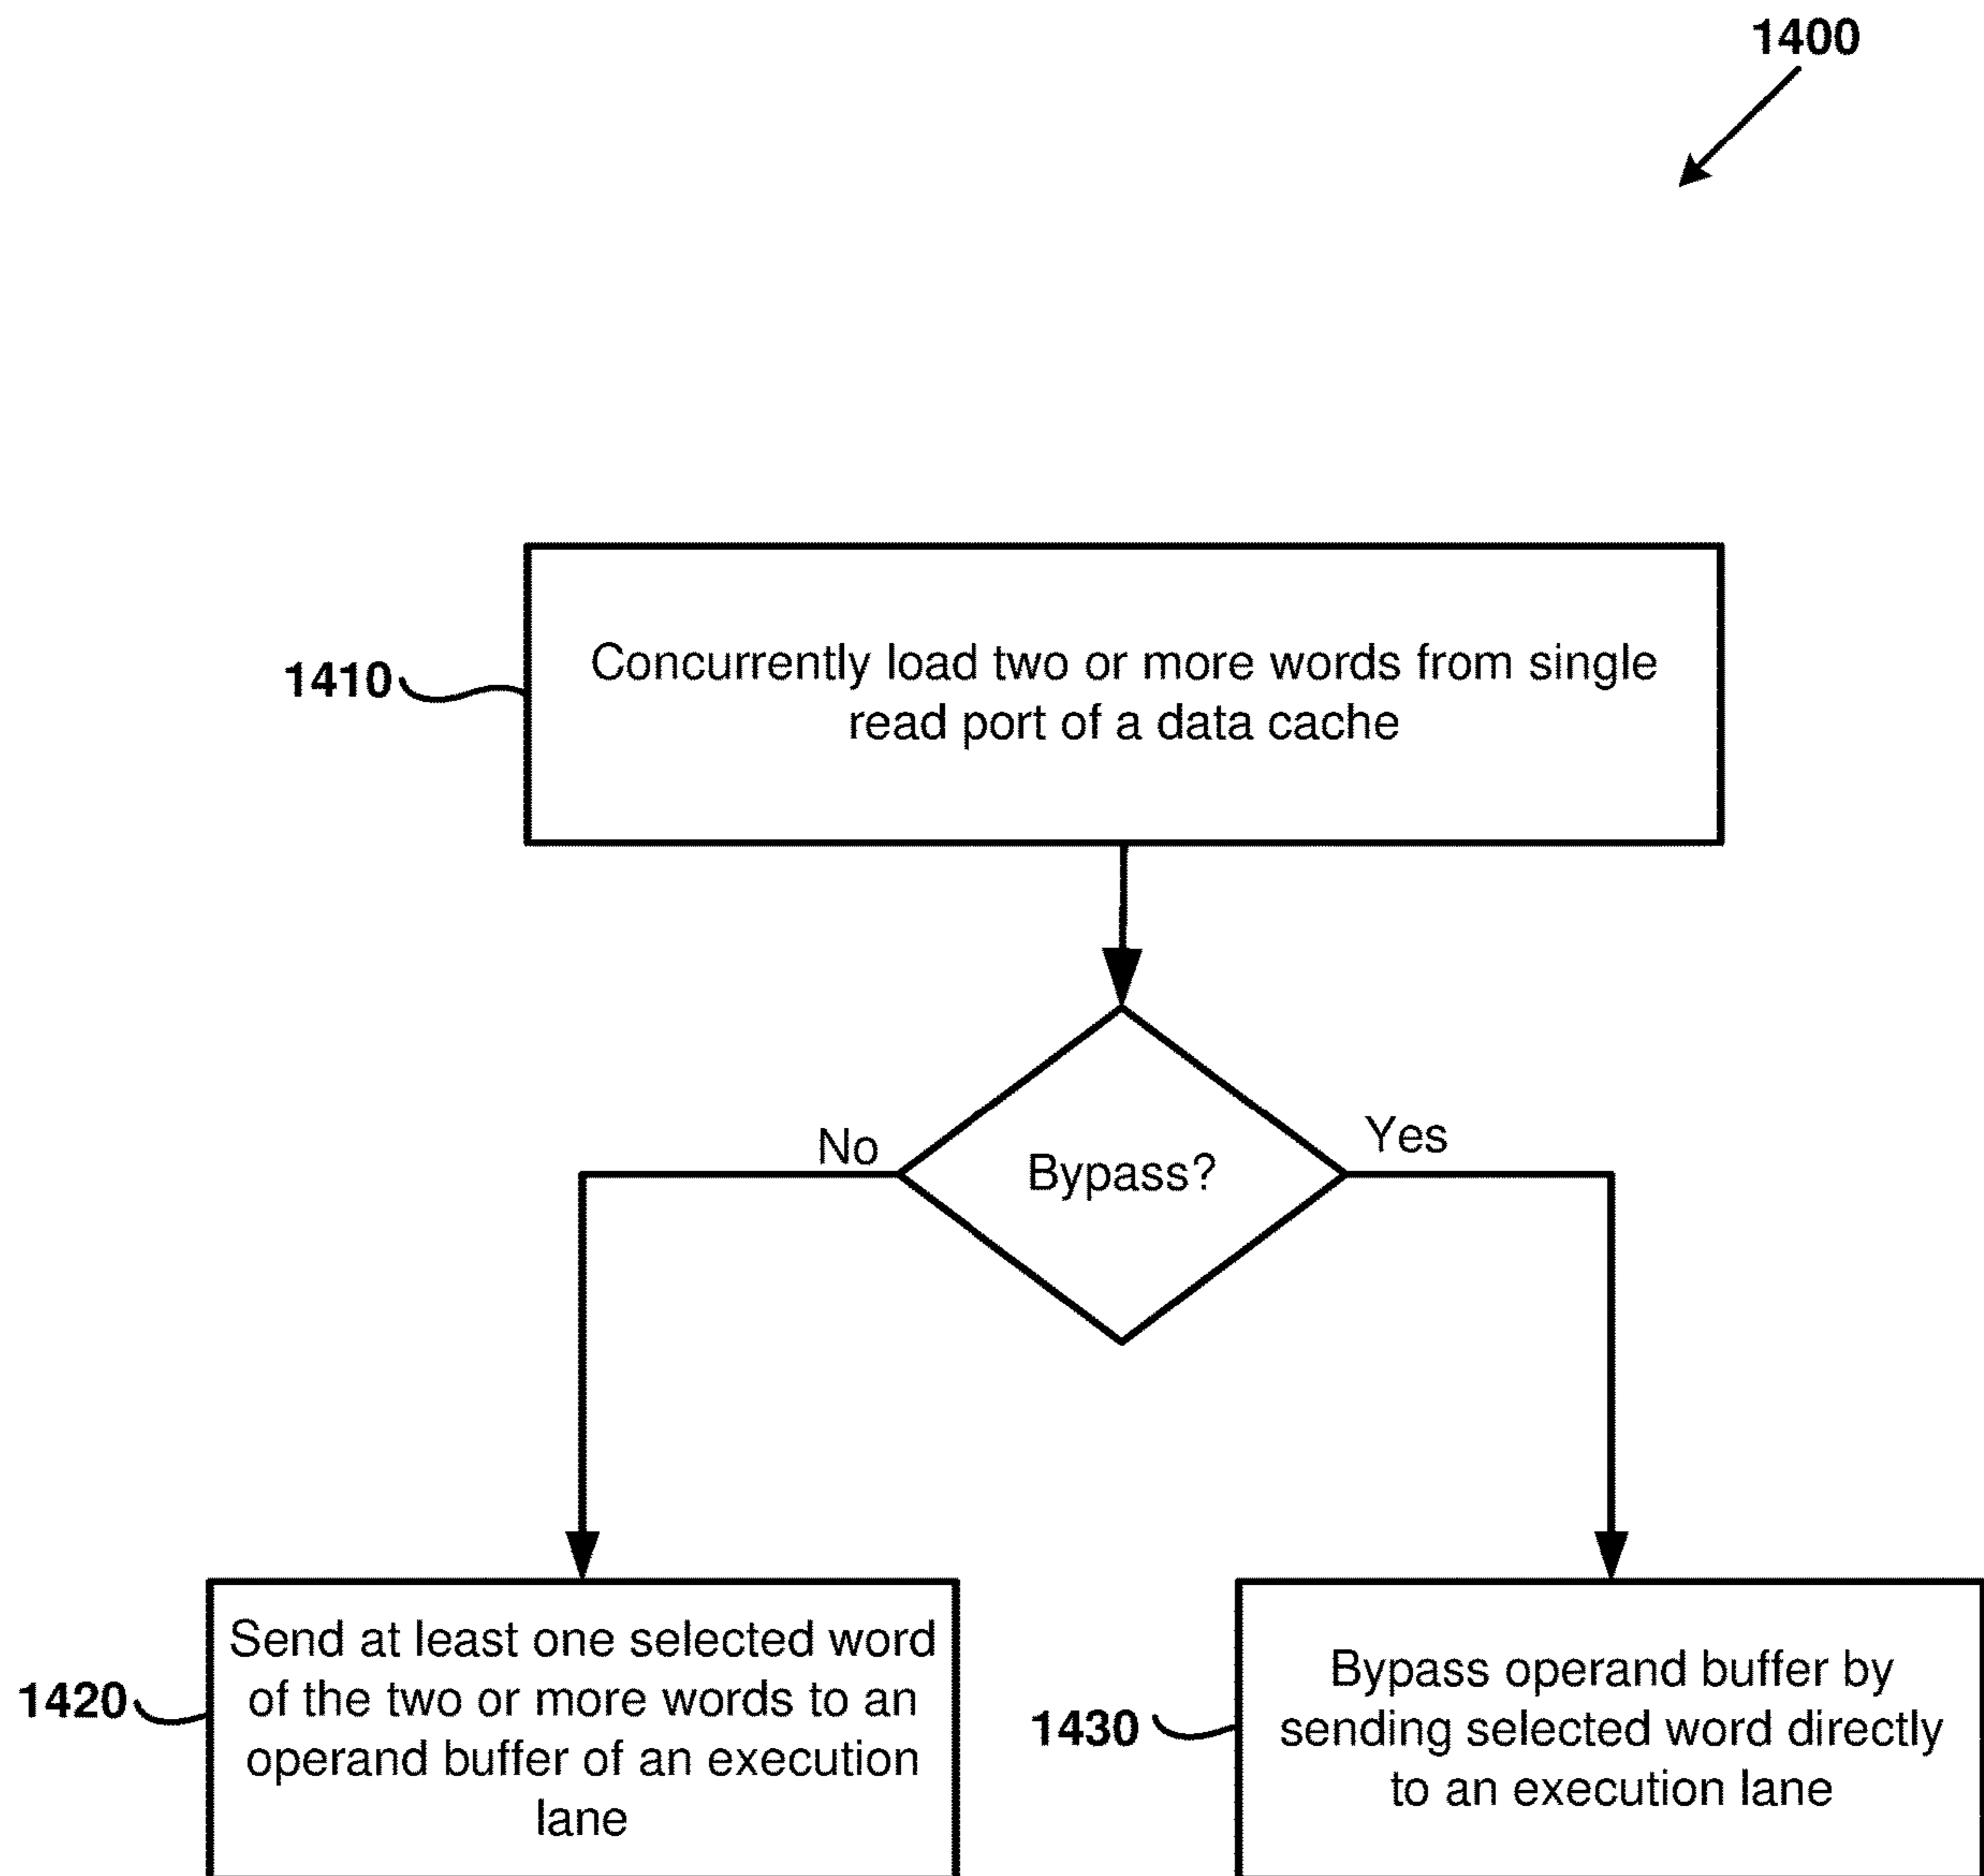 1400
1410
Concurrently load two or more words from single
read port of a data cache
No
Bypass?
Yes
1420
Send at least one selected word
of the two or more words to an
operand buffer of an execution
lane
1430
Bypass operand buffer by
sending selected word directly
to an execution lane